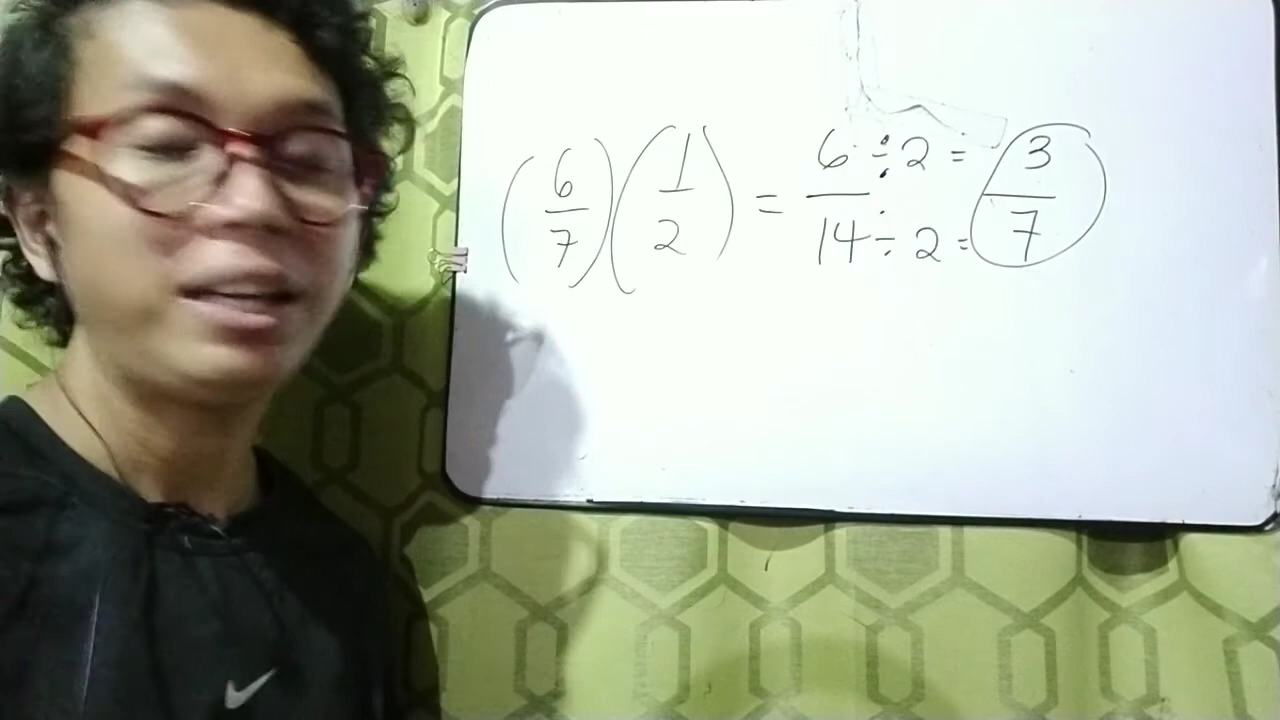 (6/7)(1/2) = 6 ÷ 2 / 14 ÷ 2 = 3/7